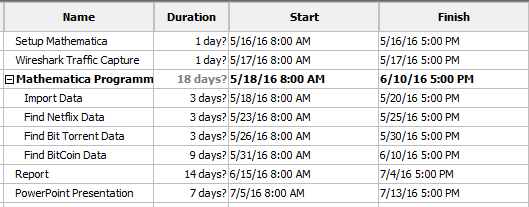 Name Duration Start Finish
Setup Mathematica 1 day? 5/16/16 8:00 AM 5/16/16 5:00 PM
Wireshark Traffic Capture 1 day? 5/17/16 8:00 AM 5/17/16 5:00 PM
Mathematica Programm 18 days? 5/18/16 8:00 AM 6/10/16 5:00 PM
Import Data 3 days? 5/18/16 8:00 AM 5/20/16 5:00 PM
Find Netflix Data 3 days? 5/23/16 8:00 AM 5/25/16 5:00 PM
Find Bit Torrent Data 3 days? 5/26/16 8:00 AM 5/30/16 5:00 PM
Find BitCoin Data 9 days? 5/31/16 8:00 AM 6/10/16 5:00 PM
Report 14 days? 6/15/16 8:00 AM 7/4/16 5:00 PM
PowerPoint Presentation 7 days? 7/5/16 8:00 AM 7/13/16 5:00 PM